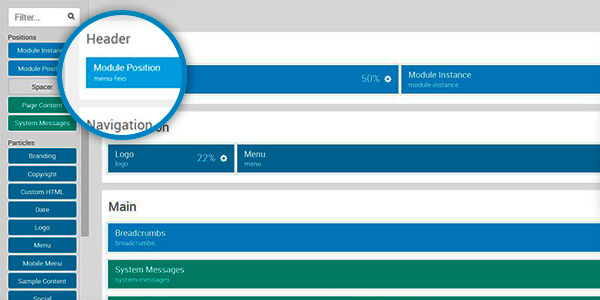 Filter...
Positions
Module Instanc
Module Posit
Spacer
Page Content
System Messages
Particles
Branding
Copyright
Custom HTML
Date
Logo
Menu
Mobile Menu
Sample Content
Social
Header
Module Position
menu-feio
50%
Module Instance
module-instance
Navigation
Logo
logo
22%
Menu
menu
Main
Breadcrumbs
breadcrumbs
System Messages
system-messages